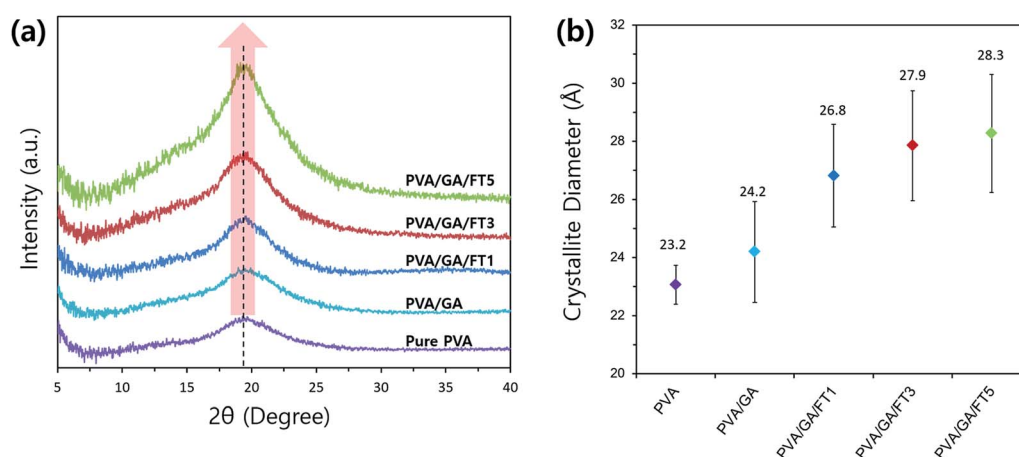 (a)
Intensity (a.u.)
PVA/GA/FT5
PVA/GA/FT3
PVA/GA/FT1
PVA/GA
Pure PVA
5 10 15 20 25 30 35 40
2θ (Degree)
(b)
Crystallite Diameter (Å)
32
30
28
26
24
22
20
23.2
24.2
26.8
27.9
28.3
PVA
PVA/GA
PVA/GA/FT1
PVA/GA/FT3
PVA/GA/FT5